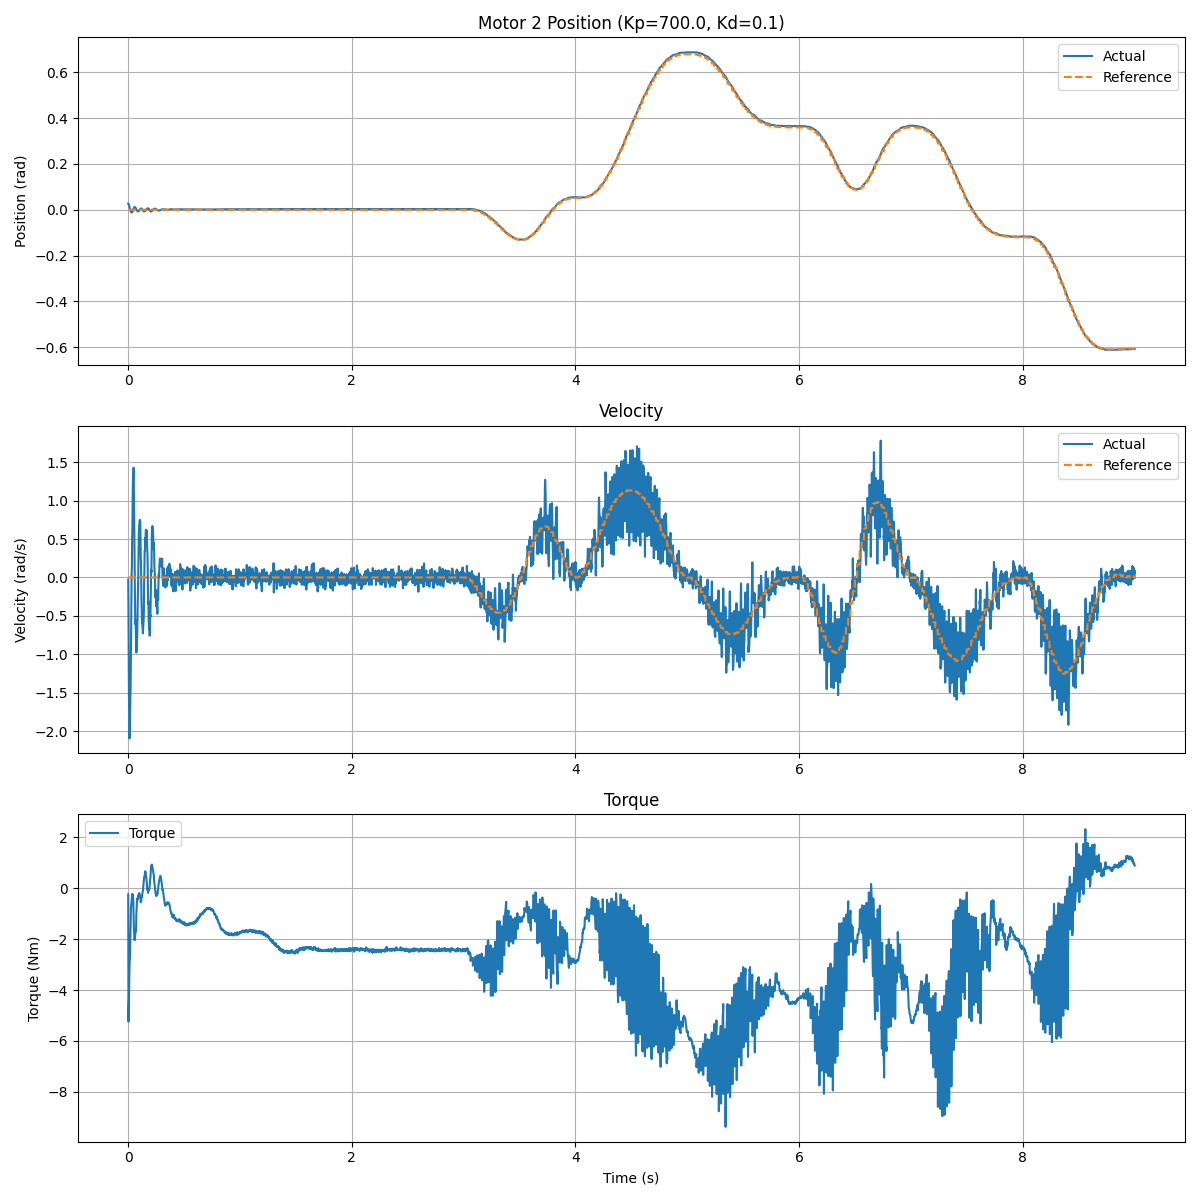 Motor 2 Position (Kp=700.0, Kd=0.1)
Position (rad)
0.6
0.4
0.2
0.0
−0.2
−0.4
−0.6
Actual
Reference
0 2 4 6 8
Velocity
Velocity (rad/s)
1.5
1.0
0.5
0.0
−0.5
−1.0
−1.5
−2.0
Actual
Reference
0 2 4 6 8
Torque
Torque (Nm)
2
0
−2
−4
−6
−8
Torque
0 2 4 6 8
Time (s)